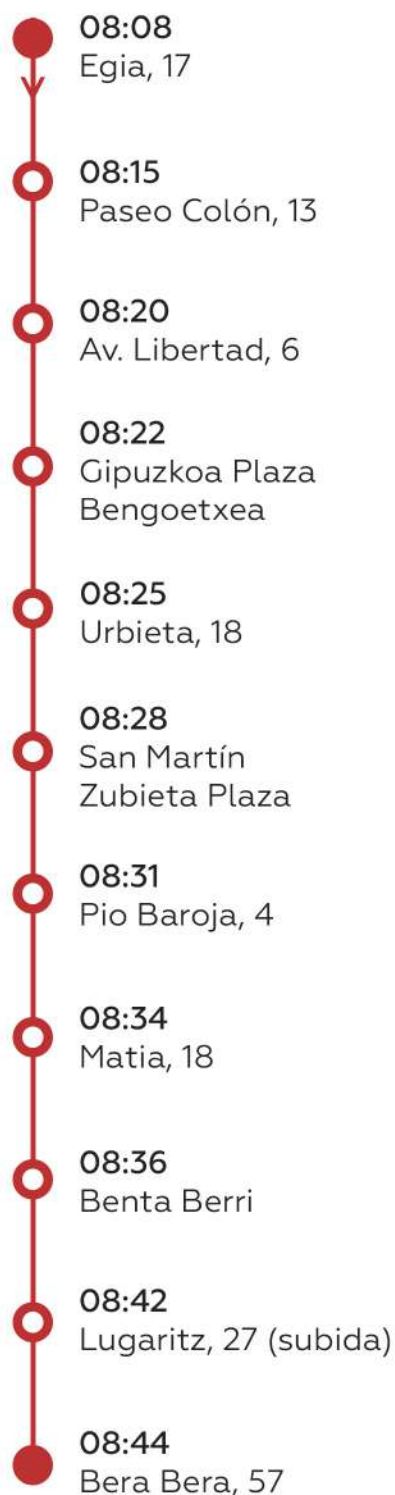 08:08
Egia, 17
08:15
Paseo Colón, 13
08:20
Av. Libertad, 6
08:22
Gipuzkoa Plaza
Bengoetxea
08:25
Urbieta, 18
08:28
San Martín
Zubieta Plaza
08:31
Pio Baroja, 4
08:34
Matia, 18
08:36
Benta Berri
08:42
Lugaritz, 27 (subida)
08:44
Bera Bera, 57